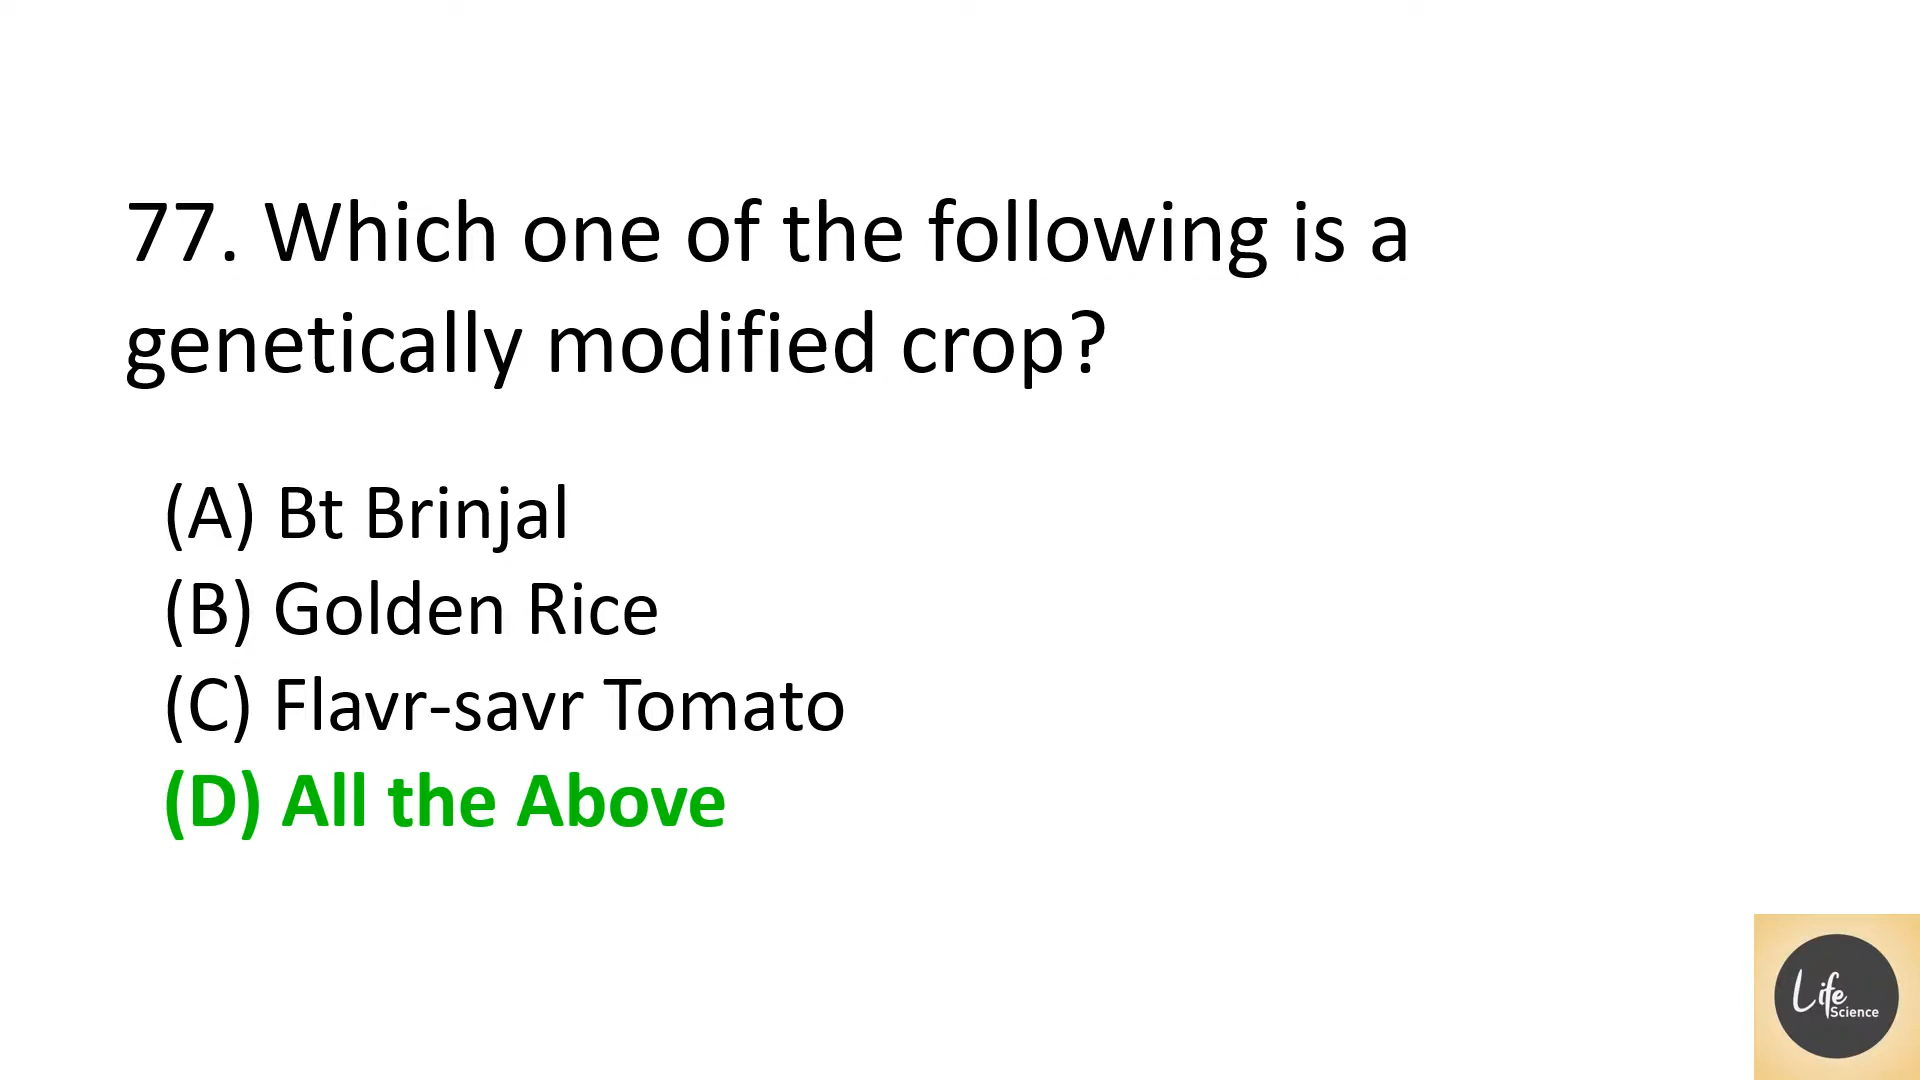 77. Which one of the following is a
genetically modified crop?
(A) Bt Brinjal
(B) Golden Rice
(C) Flavr-savr Tomato
(D) All the Above
Life
Science